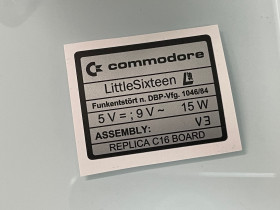 commodore
LittleSixteen
Funkentstört n. DBP-Vfg. 1046/84
5 V = ; 9 V ~ 15 W
ASSEMBLY: V3
REPLICA C16 BOARD